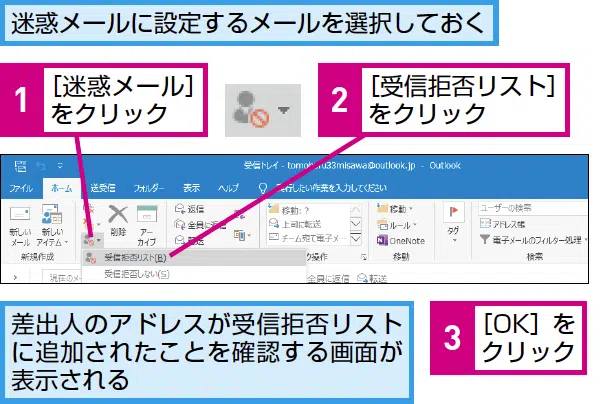 迷惑メールに設定するメールを選択しておく
1
[迷惑メール]
をクリック
2
[受信拒否リスト]
をクリック
受信トレイ - tomoharu33misawa@outlook.jp - Outlook
ファイル ホーム 送受信 フォルダー 表示 ヘルプ 実行したい作業を入力してください
新しい
メール
新しい
アイテム
新規作成
削除
アー
カイブ
返信
全員に返信
転送
移動: ?
上司に転送
チーム宛て電子メ...
移動
ルール
OneNote
移動
タグ
ユーザーの検索
アドレス帳
電子メールのフィルター処理
検索
受信拒否リスト(B)
受信拒否しない(S)
全員に返信 転送
差出人のアドレスが受信拒否リスト
に追加されたことを確認する画面が
表示される
3
[OK] を
クリック